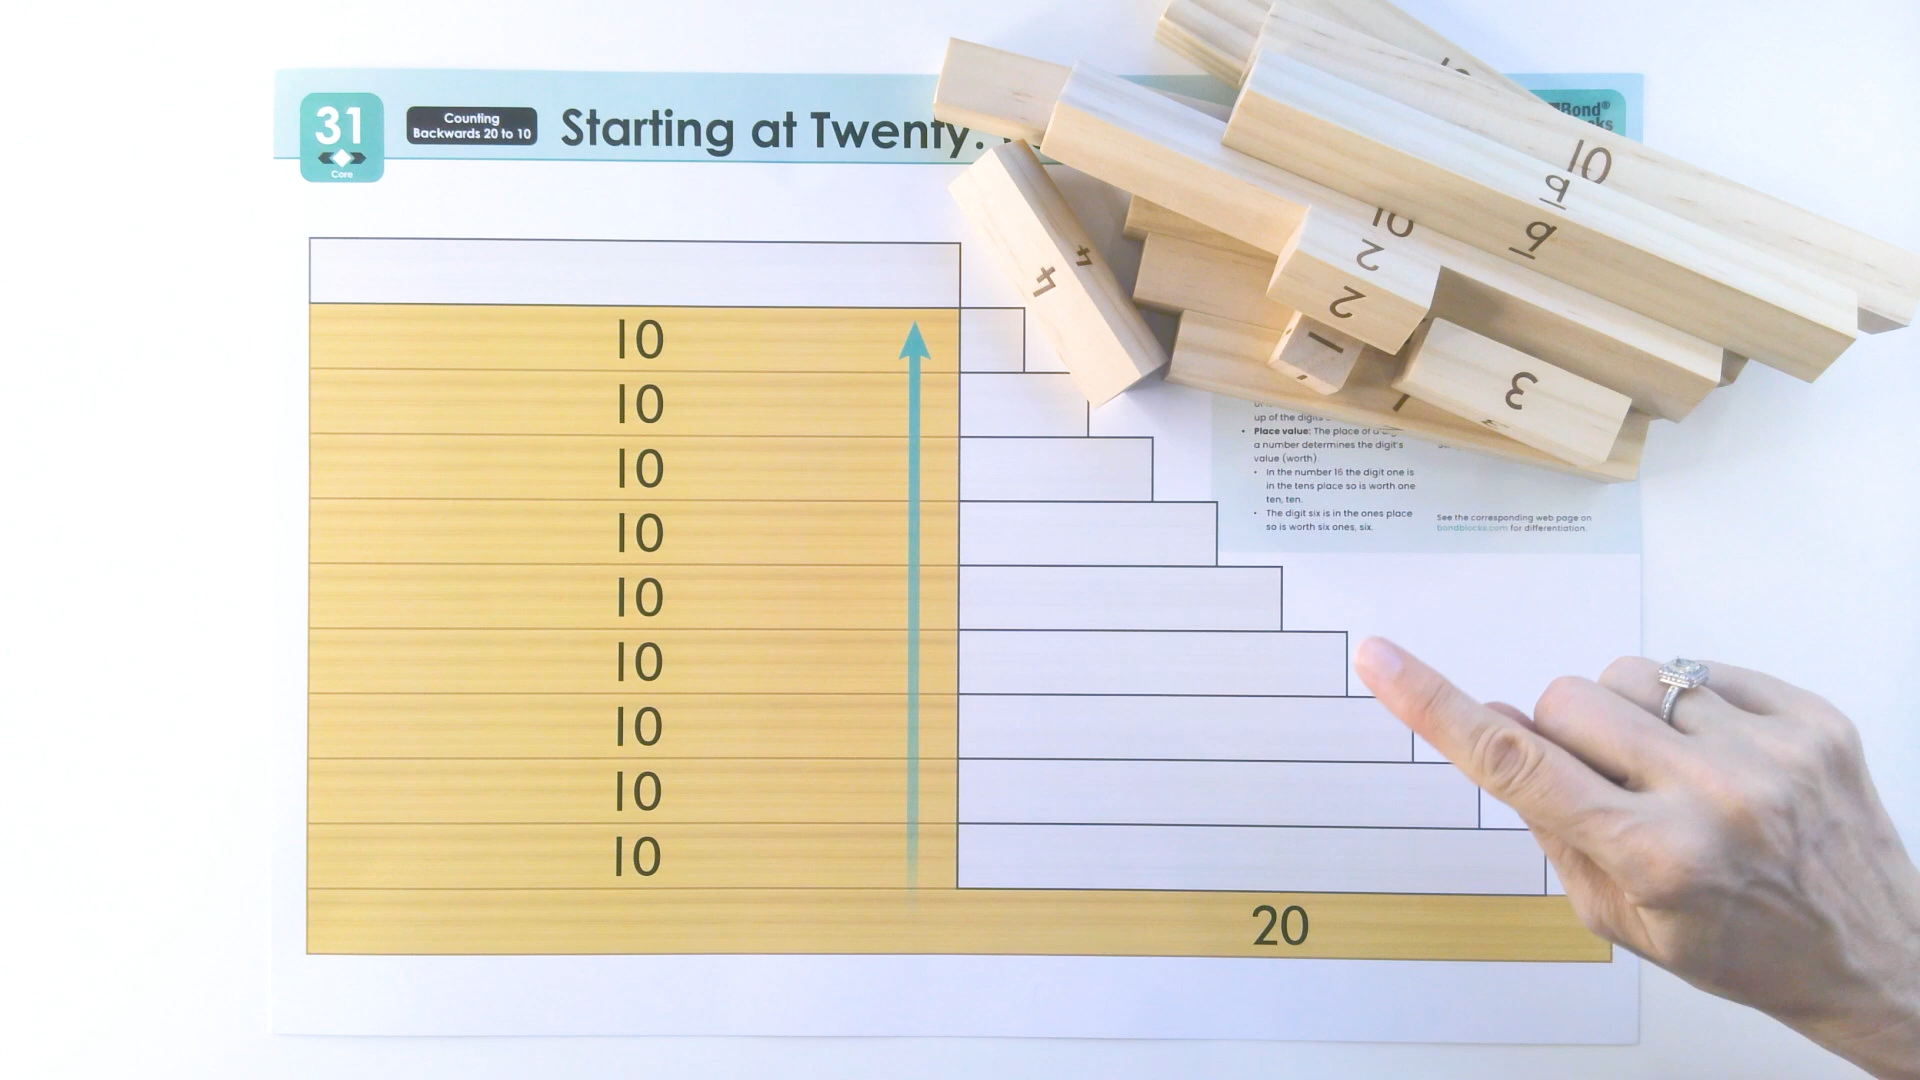 31
Core
Counting
Backwards 20 to 10
Starting at Twenty.
Bond®
10
10
10
10
10
10
10
10
10
20
10
9
9
10
2
2
4
4
1
3
3
up of the digits
• Place value: The place of a
a number determines the digit's
value (worth).
• In the number 16 the digit one is
in the tens place so is worth one
ten, ten.
• The digit six is in the ones place
so is worth six ones, six.
See the corresponding web page on
bondblocks.com for differentiation.